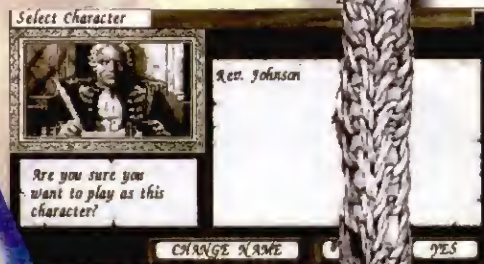 Select Character
Rev. Johnson
Are you sure you
want to play as this
character?
CHANGE NAME
YES